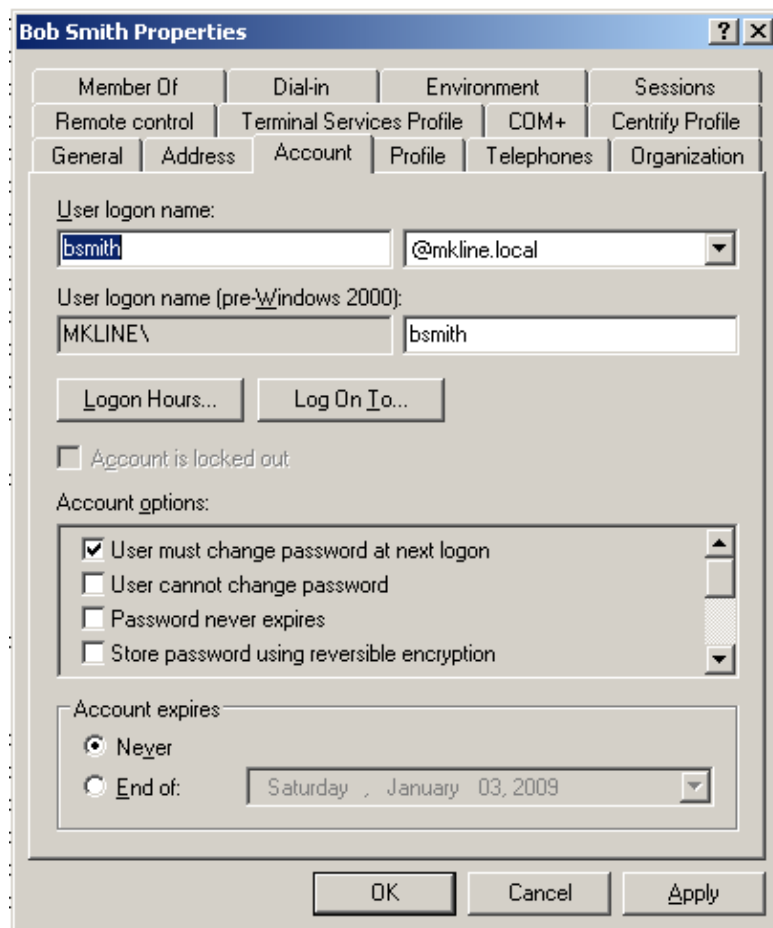 Bob Smith Properties
Member Of Dial-in Environment Sessions
Remote control Terminal Services Profile COM+ Centrify Profile
General Address Account Profile Telephones Organization
User logon name:
bsmith @mkline.local
User logon name (pre-Windows 2000):
MKLINE\ bsmith
Logon Hours... Log On To...
Account is locked out
Account options:
User must change password at next logon
User cannot change password
Password never expires
Store password using reversible encryption
Account expires
Never
End of: Saturday , January 03, 2009
OK Cancel Apply